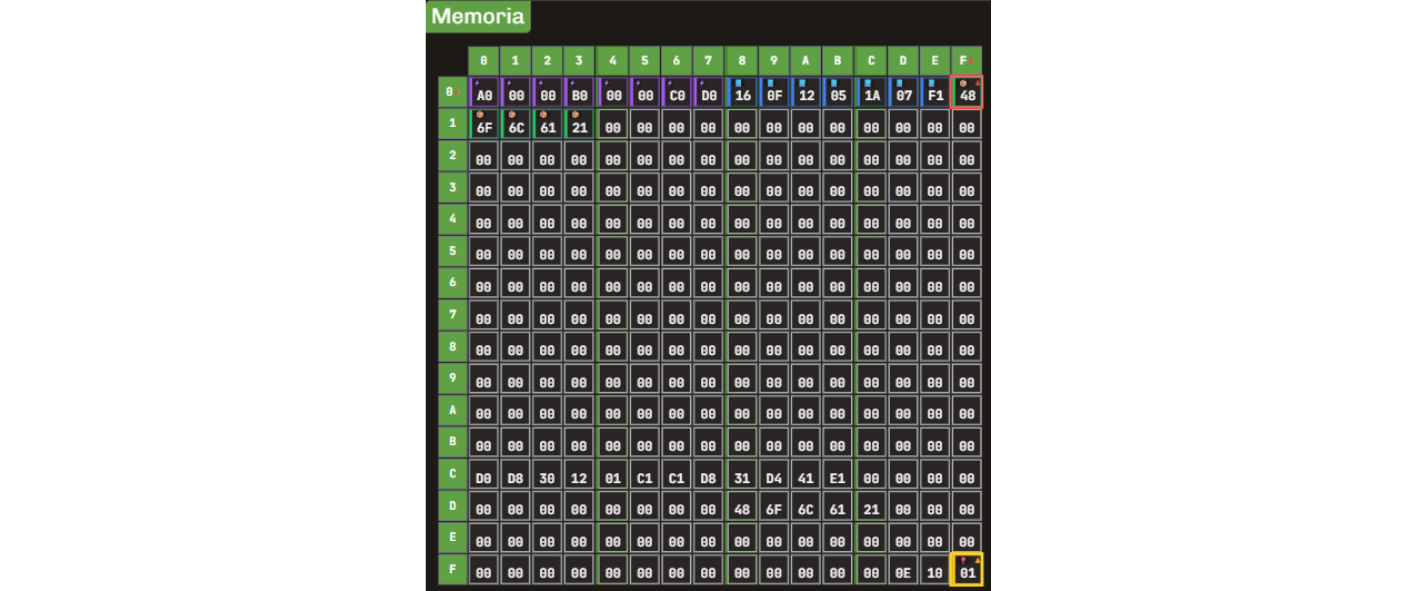 Memoria
0 1 2 3 4 5 6 7 8 9 A B C D E F
0 A0 00 00 B0 00 00 C0 D0 16 0F 12 05 1A 07 F1 48
1 6F 6C 61 21 00 00 00 00 00 00 00 00 00 00 00 00
2 00 00 00 00 00 00 00 00 00 00 00 00 00 00 00 00
3 00 00 00 00 00 00 00 00 00 00 00 00 00 00 00 00
4 00 00 00 00 00 00 00 00 00 00 00 00 00 00 00 00
5 00 00 00 00 00 00 00 00 00 00 00 00 00 00 00 00
6 00 00 00 00 00 00 00 00 00 00 00 00 00 00 00 00
7 00 00 00 00 00 00 00 00 00 00 00 00 00 00 00 00
8 00 00 00 00 00 00 00 00 00 00 00 00 00 00 00 00
9 00 00 00 00 00 00 00 00 00 00 00 00 00 00 00 00
A 00 00 00 00 00 00 00 00 00 00 00 00 00 00 00 00
B 00 00 00 00 00 00 00 00 00 00 00 00 00 00 00 00
C D0 D8 30 12 01 C1 C1 D8 31 D4 41 E1 00 00 00 00
D 00 00 00 00 00 00 00 00 48 6F 6C 61 21 00 00 00
E 00 00 00 00 00 00 00 00 00 00 00 00 00 00 00 00
F 00 00 00 00 00 00 00 00 00 00 00 00 00 0E 10 01